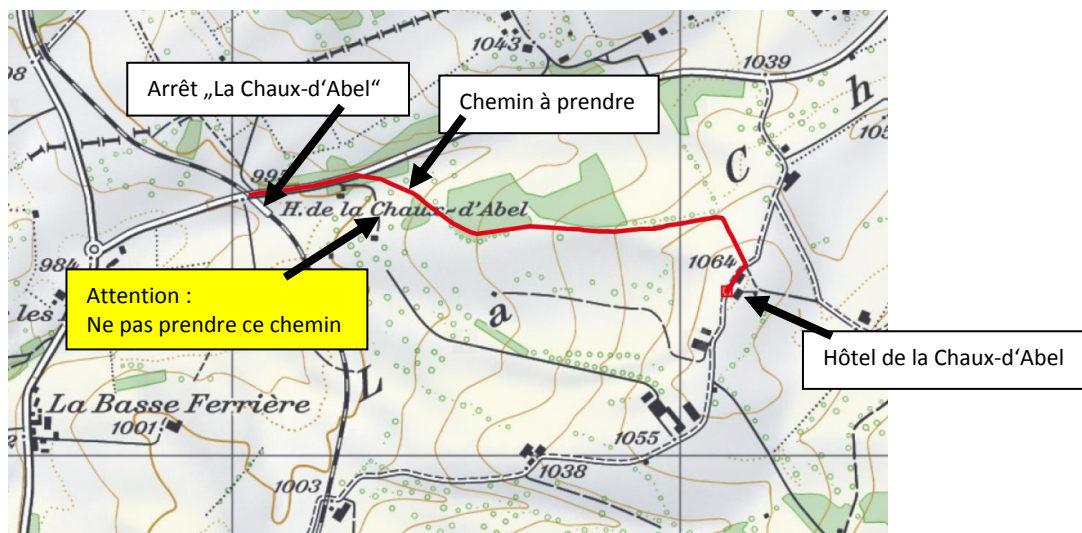 1043
1039
Arrêt „La Chaux-d‘Abel“
Chemin à prendre
h
C
H. de la Chaux-d'Abel
984
1064
Attention :
Ne pas prendre ce chemin
les
à
Hôtel de la Chaux-d‘Abel
L
La Basse Ferrière
1001
1055
1038
1003